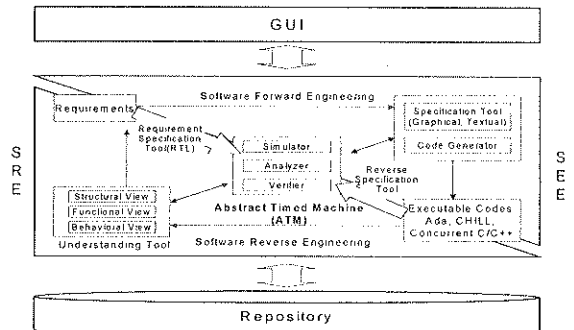 GUI
Requirements
Software Forward Engineering
Specification Tool
(Graphical, Textual)
Code Generator
Requirement
Specification
Tool(RTL)
Simulator
Analyzer
Verifier
Reverse
Specification
Tool
SRE
SEE
Structural View
Functional View
Behavioral View
Understanding Tool
Abstract Timed Machine
(ATM)
Executable Codes
Ada, CHILL,
Concurrent C/C++
Software Reverse Engineering
Repository